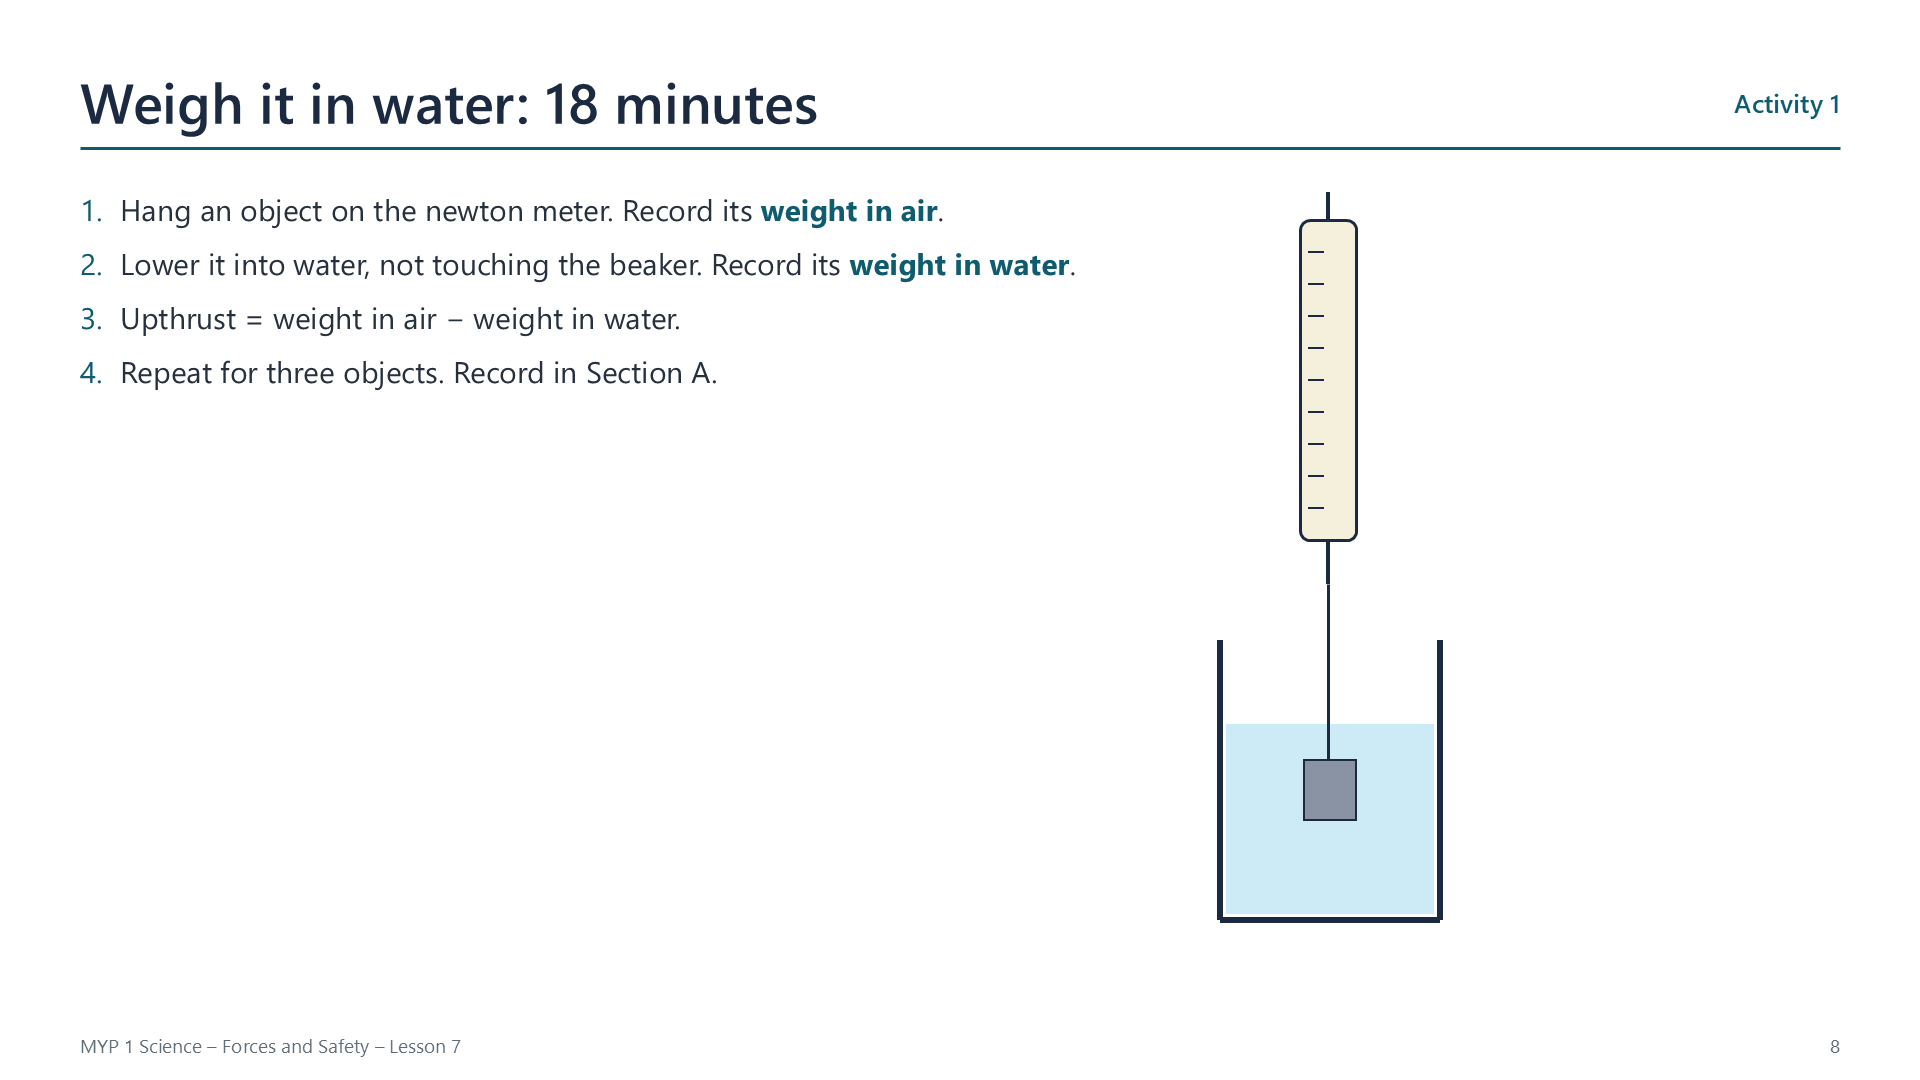 Weigh it in water: 18 minutes
Activity 1
1. Hang an object on the newton meter. Record its weight in air.
2. Lower it into water, not touching the beaker. Record its weight in water.
3. Upthrust = weight in air − weight in water.
4. Repeat for three objects. Record in Section A.
MYP 1 Science – Forces and Safety – Lesson 7
8